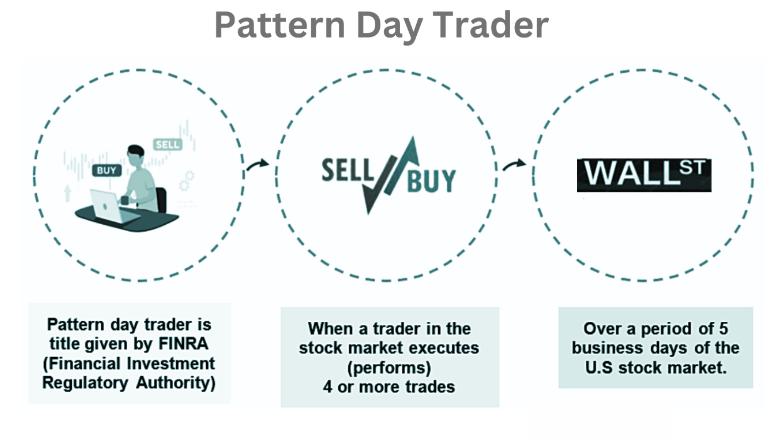 Pattern Day Trader
SELL
BUY
SELL
BUY
WALL ST
Pattern day trader is
title given by FINRA
(Financial Investment
Regulatory Authority)
When a trader in the
stock market executes
(performs)
4 or more trades
Over a period of 5
business days of the
U.S stock market.